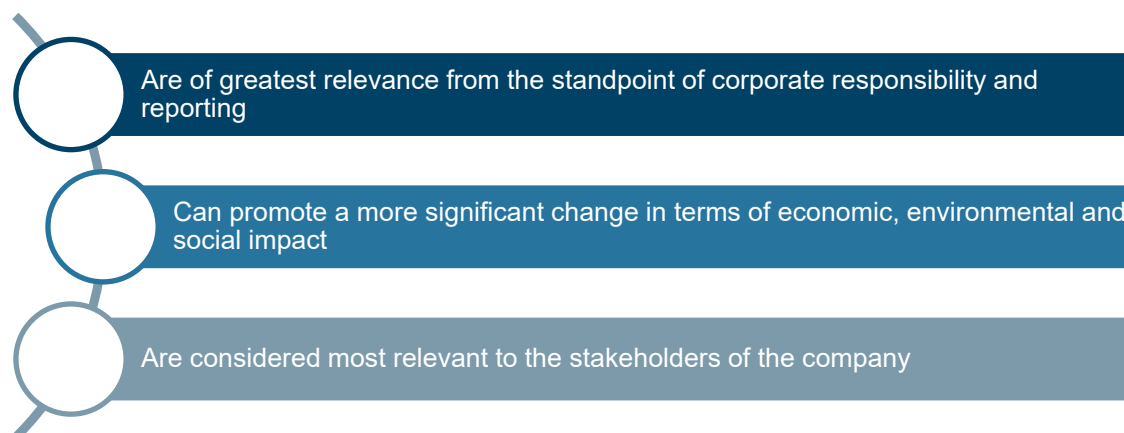 Are of greatest relevance from the standpoint of corporate responsibility and
reporting
Can promote a more significant change in terms of economic, environmental and
social impact
Are considered most relevant to the stakeholders of the company